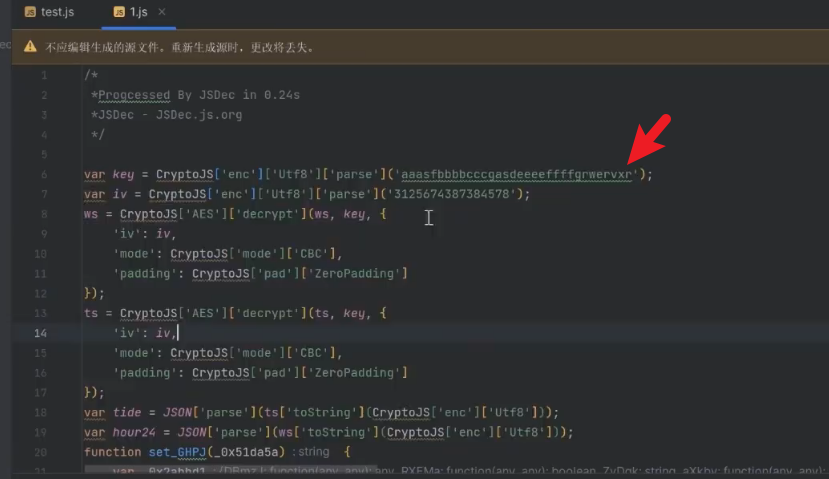 test.js
1.js
不应编辑生成的源文件。重新生成源时，更改将丢失。
1 /*
2 *Progcessed By JSDec in 0.24s
3 *JSDec - JSDec.js.org
4 */
5
6 var key = CryptoJS['enc']['Utf8']['parse']('aaasfbbbbcccgasdeeeeffffgrwervxr');
7 var iv = CryptoJS['enc']['Utf8']['parse']('3125674387384578');
8 ws = CryptoJS['AES']['decrypt'](ws, key, {
9 'iv': iv,
10 'mode': CryptoJS['mode']['CBC'],
11 'padding': CryptoJS['pad']['ZeroPadding']
12 });
13 ts = CryptoJS['AES']['decrypt'](ts, key, {
14 'iv': iv,
15 'mode': CryptoJS['mode']['CBC'],
16 'padding': CryptoJS['pad']['ZeroPadding']
17 });
18 var tide = JSON['parse'](ts['toString'](CryptoJS['enc']['Utf8']));
19 var hour24 = JSON['parse'](ws['toString'](CryptoJS['enc']['Utf8']));
20 function set_GHPJ(_0x51da5a) : string {